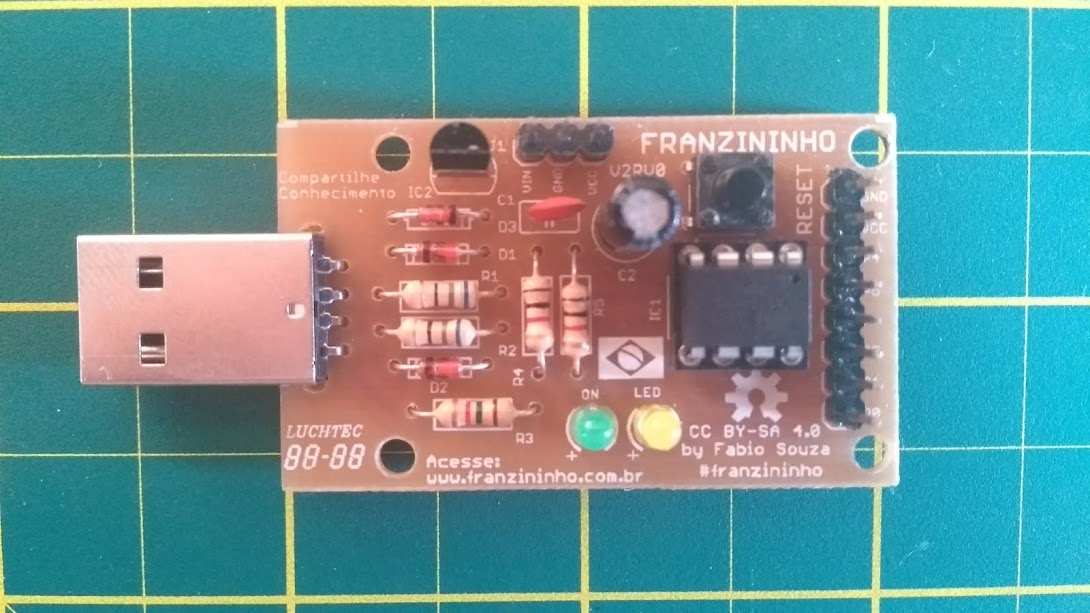 FRANZININHO
V2RV0
J1
VIN
GND
VCC
Compartilhe
Conhecimento
IC2
C1
D3
D1
R1
C2
IC1
RESET
GND
VCC
R2
R5
R4
D2
R3
ON
LED
LUCHTEC
88-88
Acesse:
www.franzininho.com.br
CC BY-SA 4.0
by Fabio Souza
#franzininho